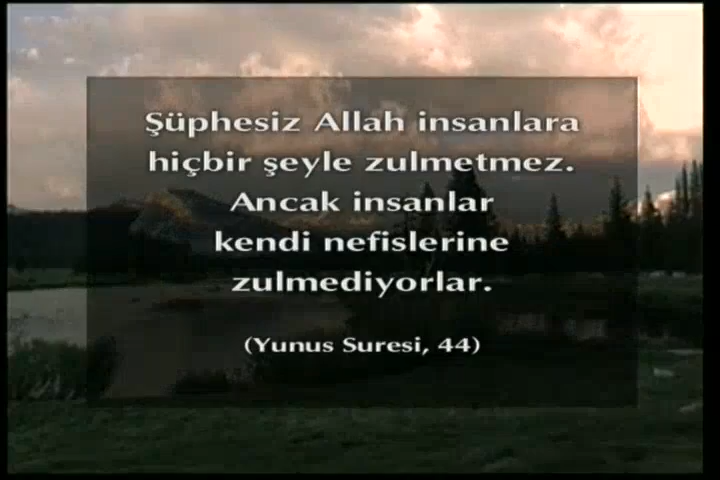 Şüphesiz Allah insanlara
hiçbir şeyle zulmetmez.
Ancak insanlar
kendi nefislerine
zulmediyorlar.
(Yunus Suresi, 44)